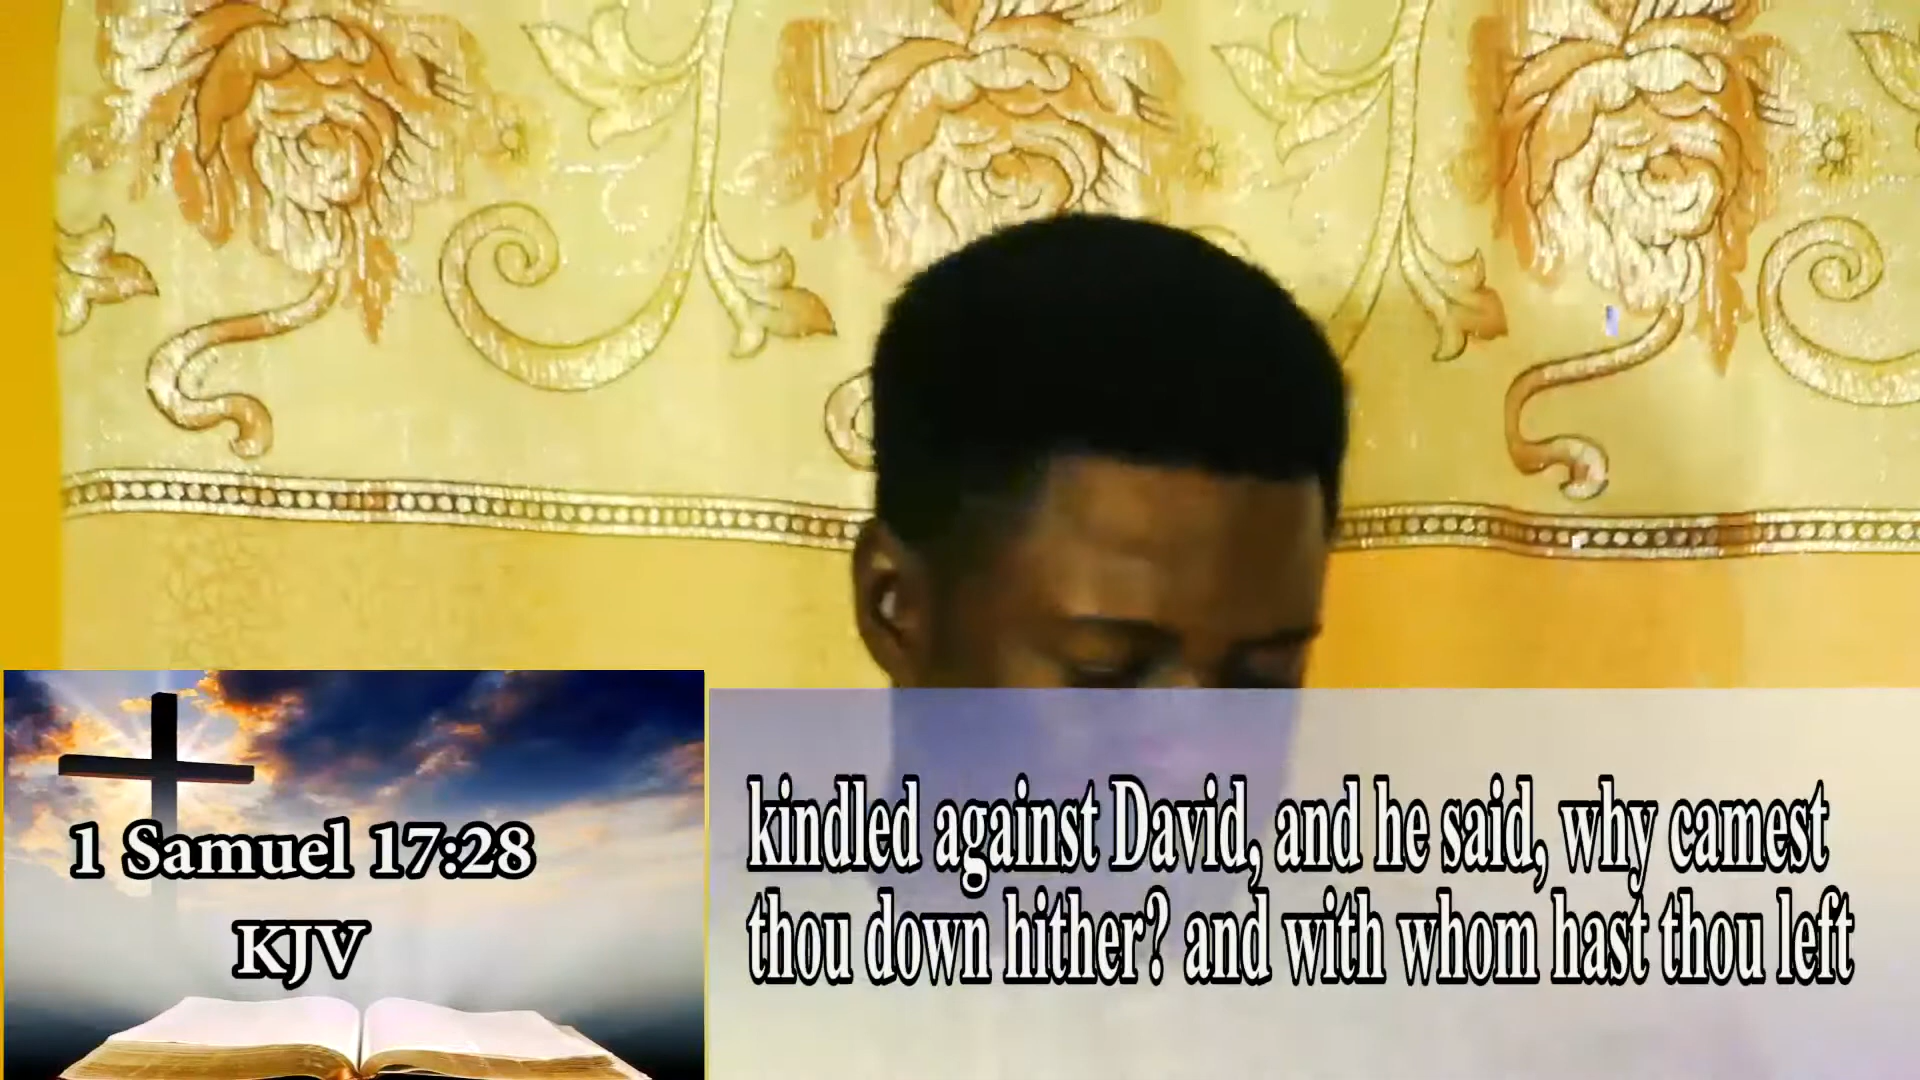 1 Samuel 17:28
KJV
kindled against David, and he said, why camest
thou down hither? and with whom hast thou left